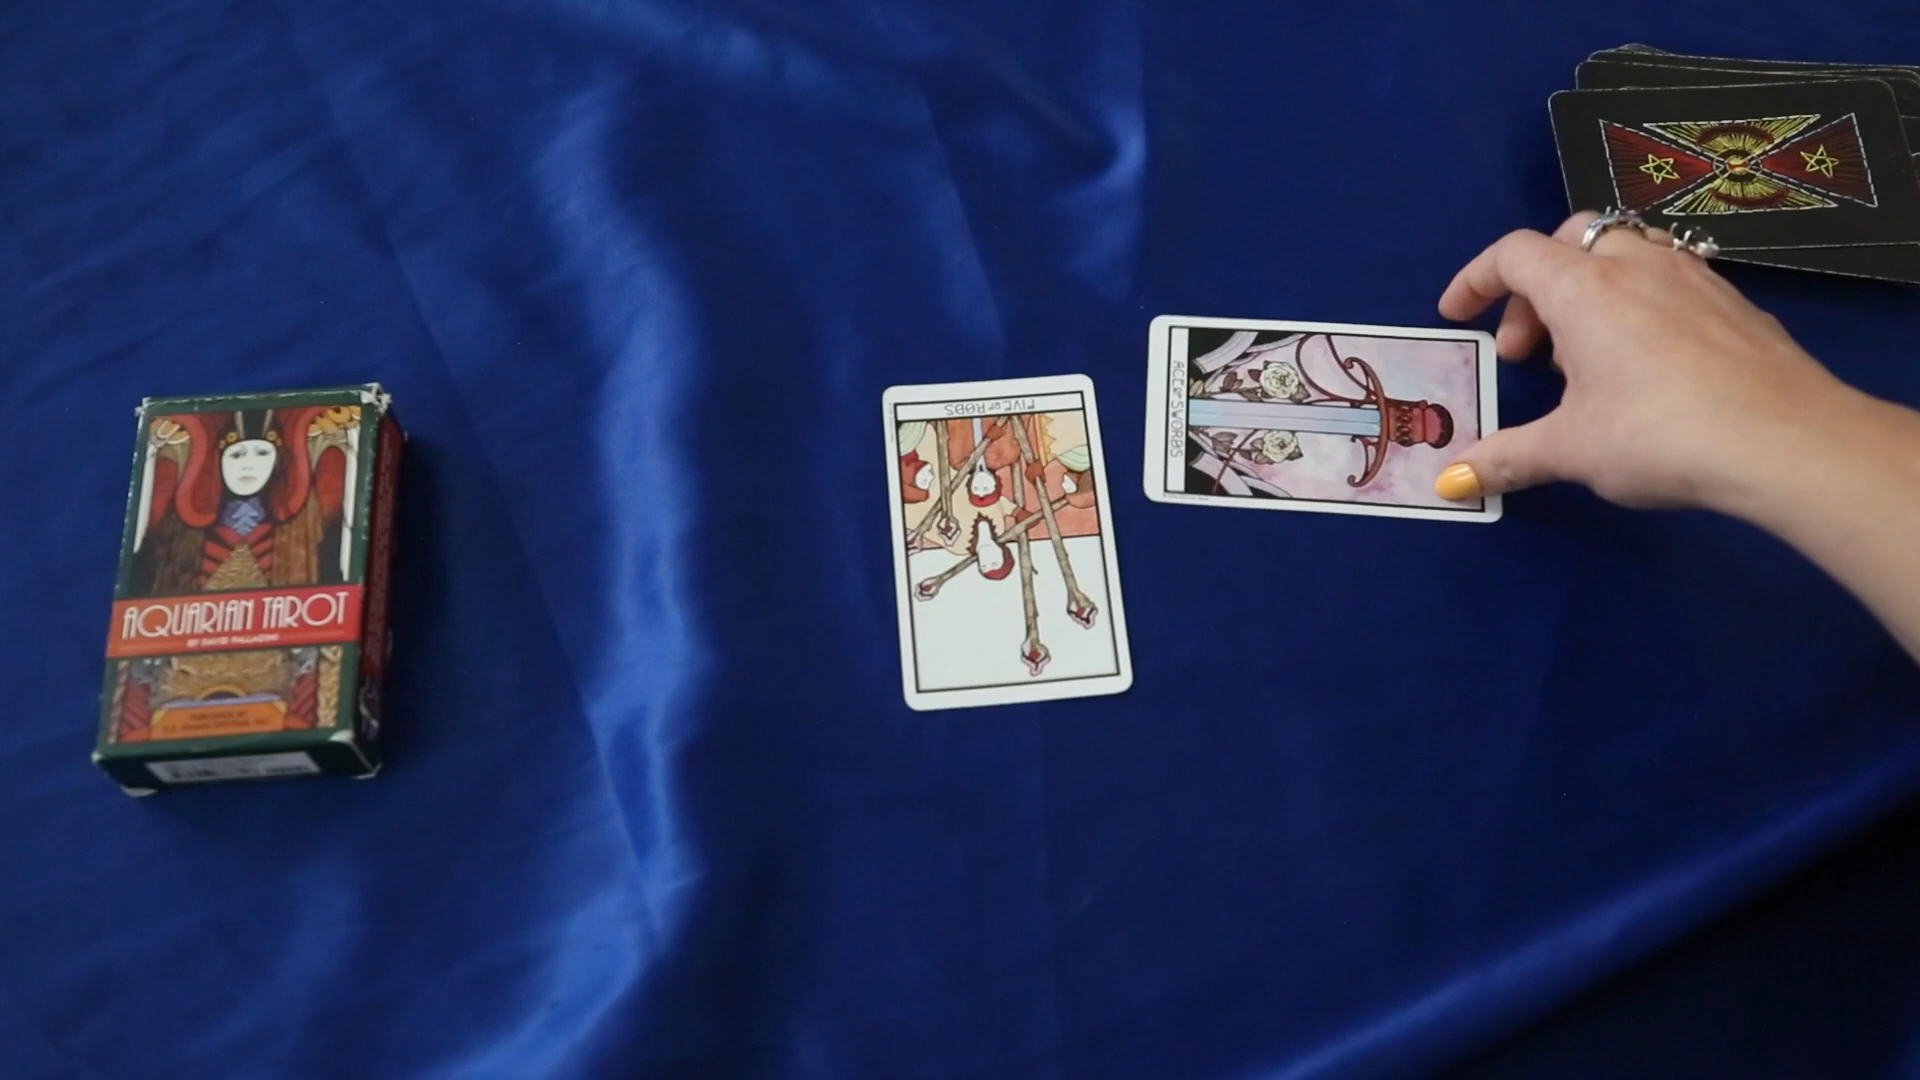 AQUARIAN TAROT
BY DAVID PALLADINI
FIVE OF RODS
ACE OF SWORDS